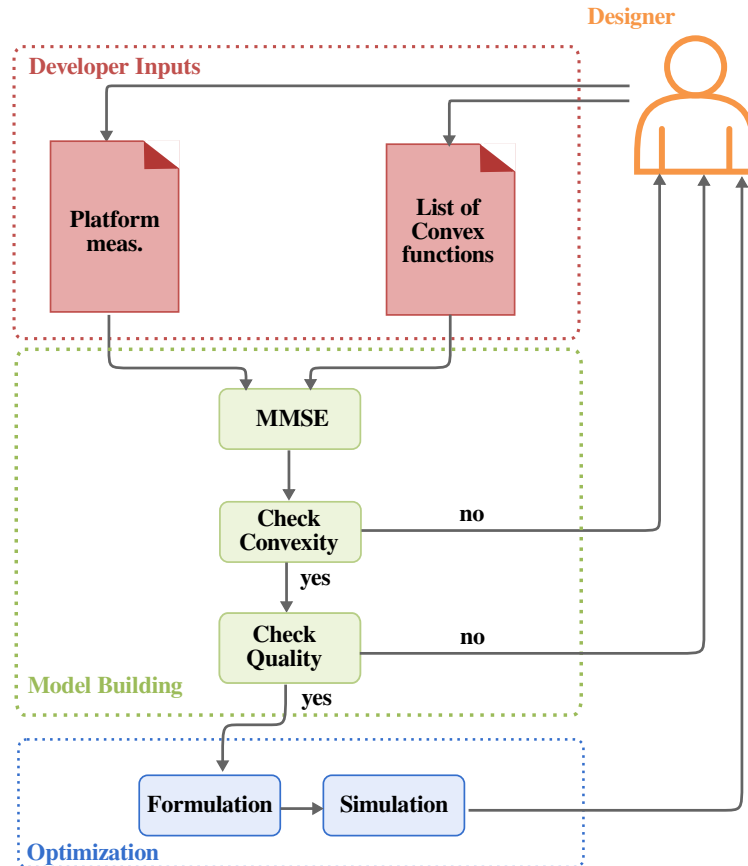 Designer
Developer Inputs
Platform
meas.
List of
Convex
functions
MMSE
Check
Convexity
no
yes
Check
Quality
no
yes
Model Building
Formulation
Simulation
Optimization